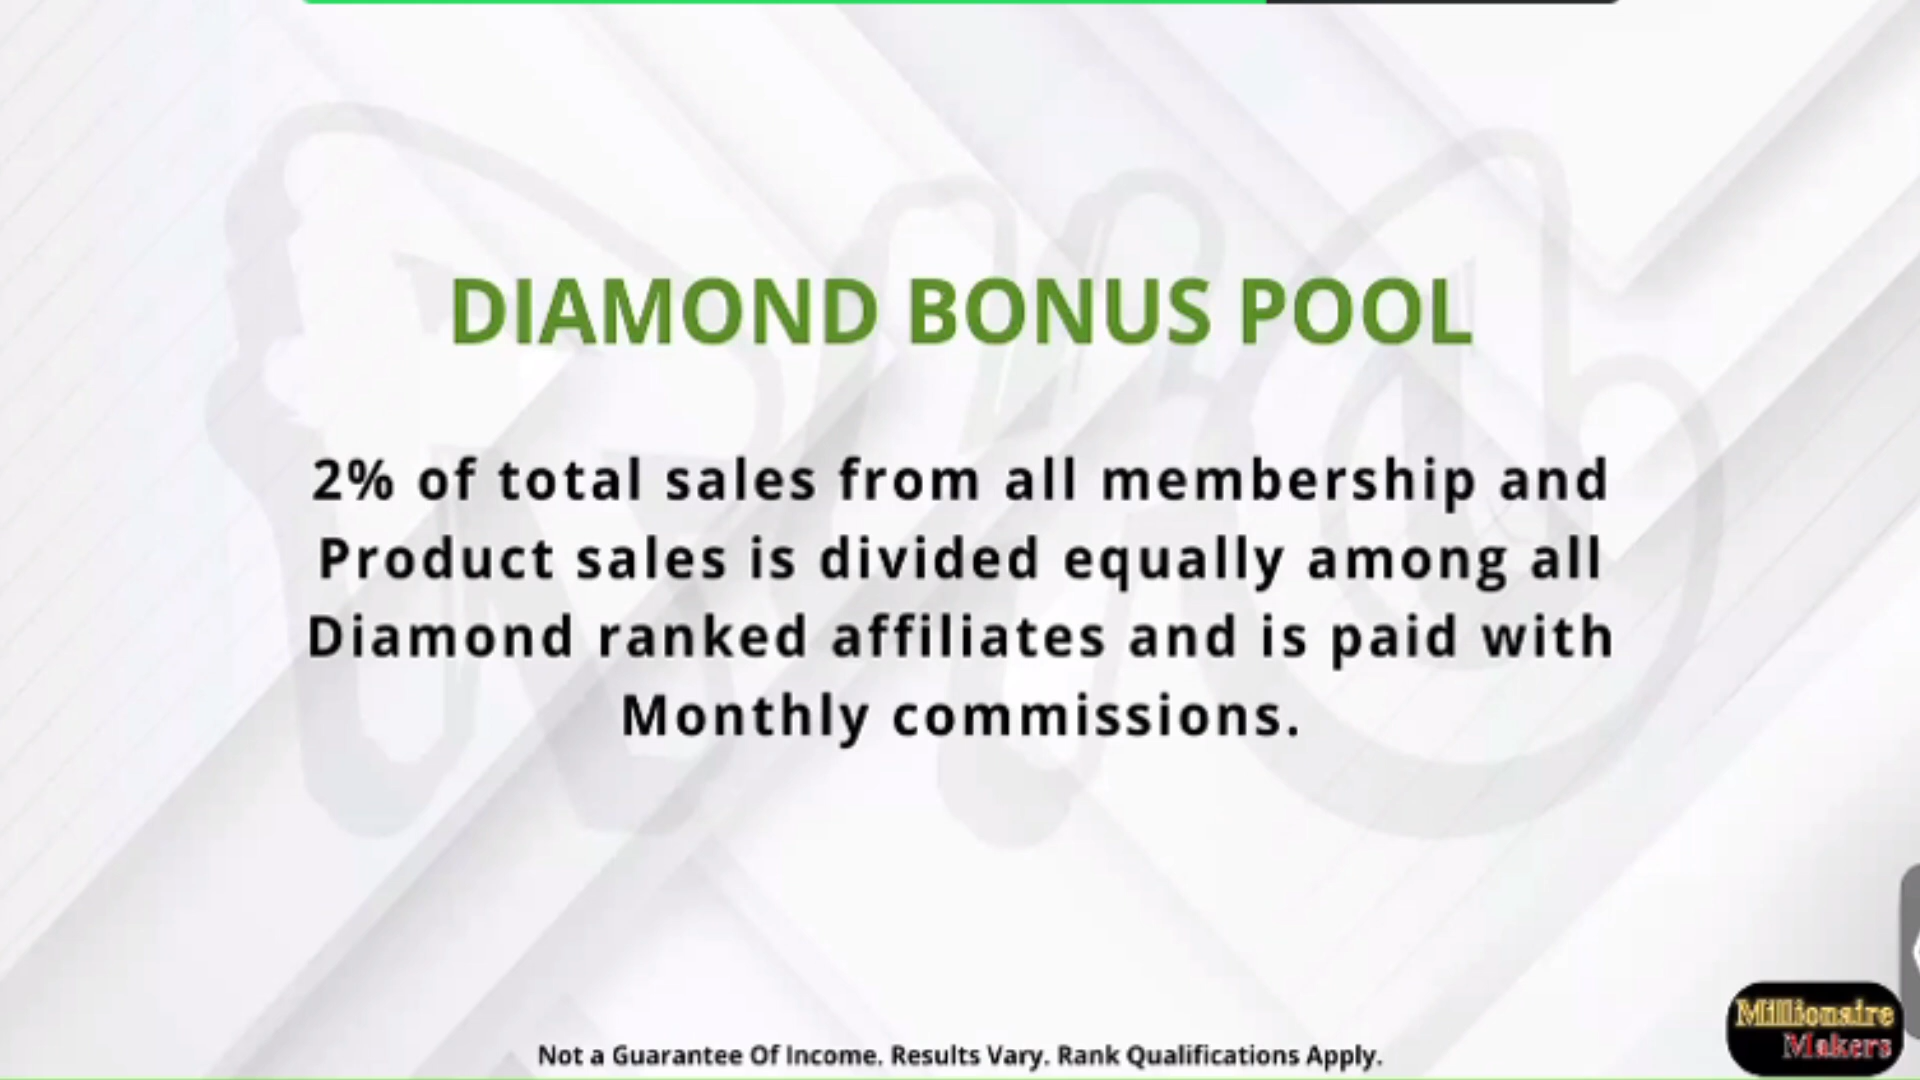 DIAMOND BONUS POOL
2% of total sales from all membership and
Product sales is divided equally among all
Diamond ranked affiliates and is paid with
Monthly commissions.
Not a Guarantee Of Income. Results Vary. Rank Qualifications Apply.
Millionaire
Makers